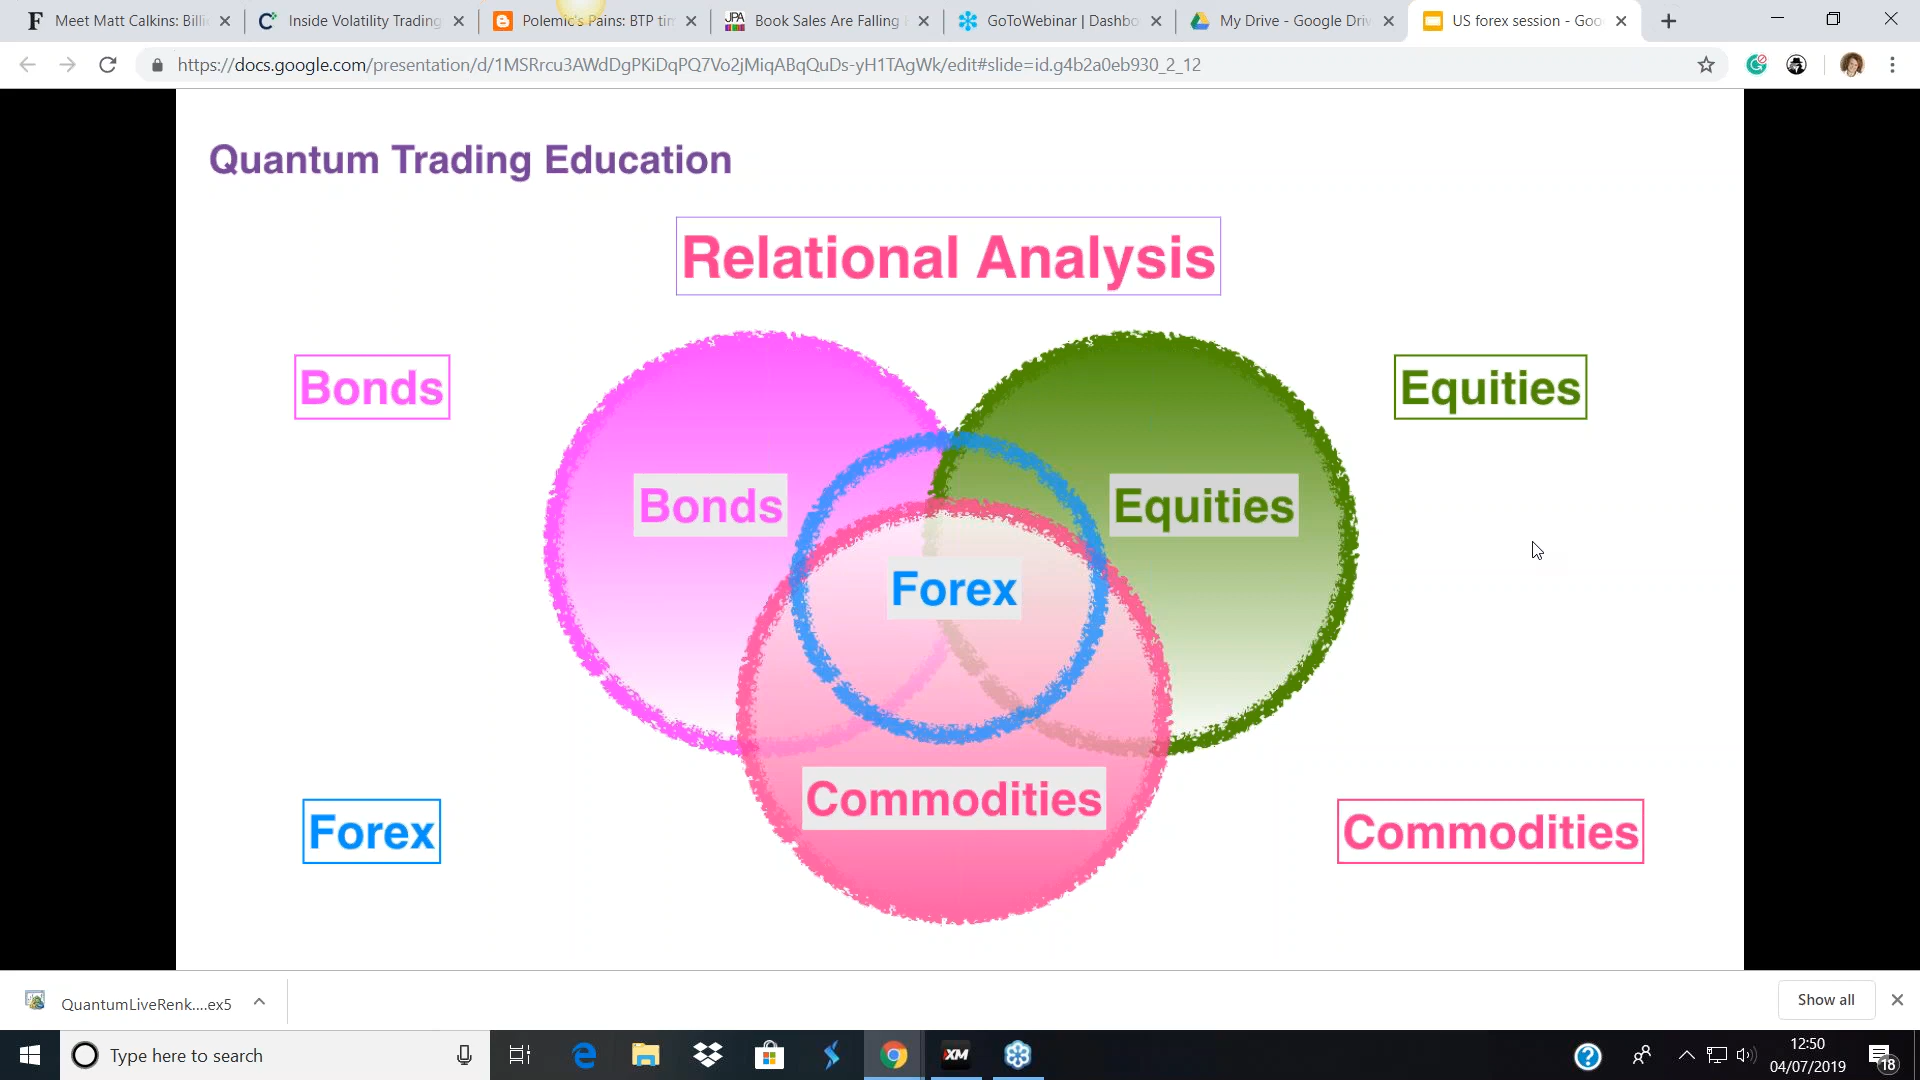 Meet Matt Calkins: Billi
Inside Volatility Trading
Polemic's Pains: BTP tim
JPA
Book Sales Are Falling
GoToWebinar | Dashbo
My Drive - Google Driv
US forex session - Goo
https://docs.google.com/presentation/d/1MSRrcu3AWdDgPKiDqPQ7Vo2jMiqABqQuDs-yH1TAgWk/edit#slide=id.g4b2a0eb930_2_12
Quantum Trading Education
Relational Analysis
Bonds
Equities
Bonds
Equities
Forex
Commodities
Forex
Commodities
QuantumLiveRenk....ex5
Show all
Type here to search
XM
12:50
04/07/2019
18